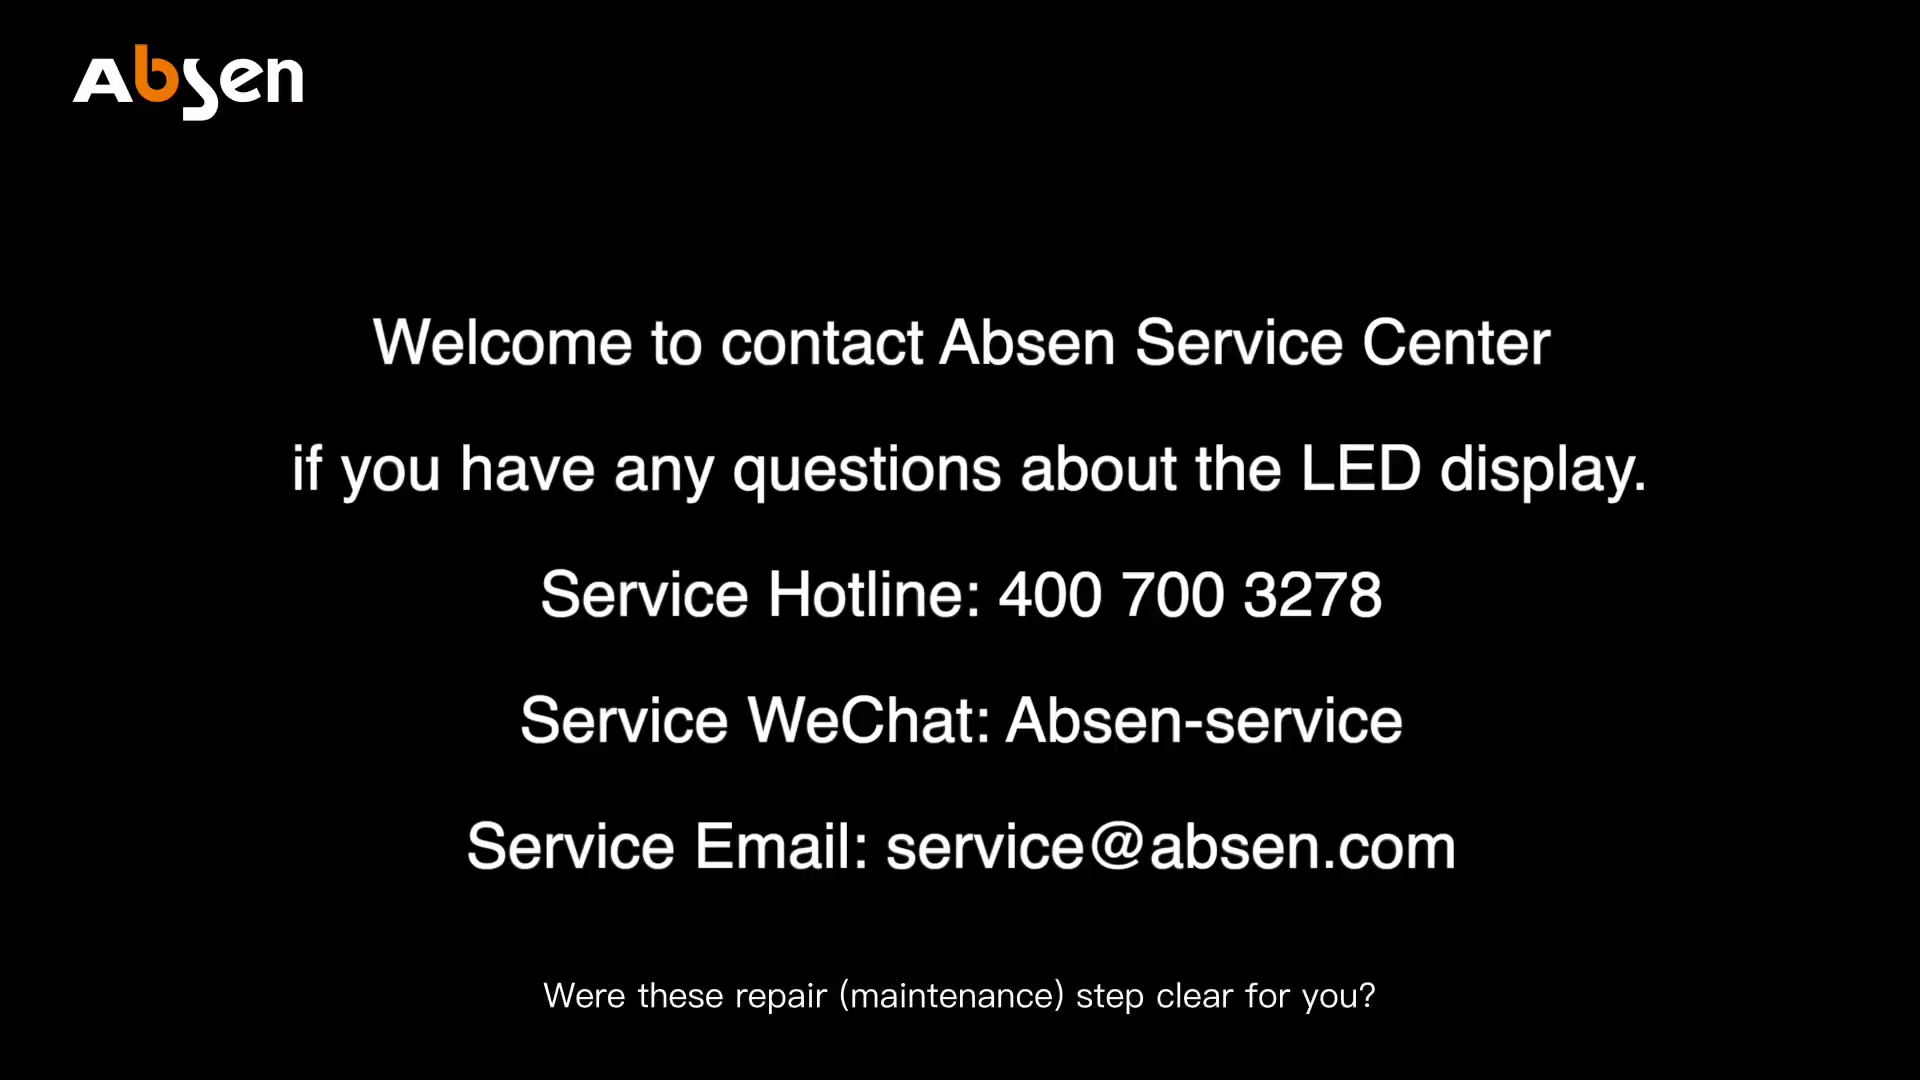 Absen
Welcome to contact Absen Service Center
if you have any questions about the LED display.
Service Hotline: 400 700 3278
Service WeChat: Absen-service
Service Email: service@absen.com
Were these repair (maintenance) step clear for you?